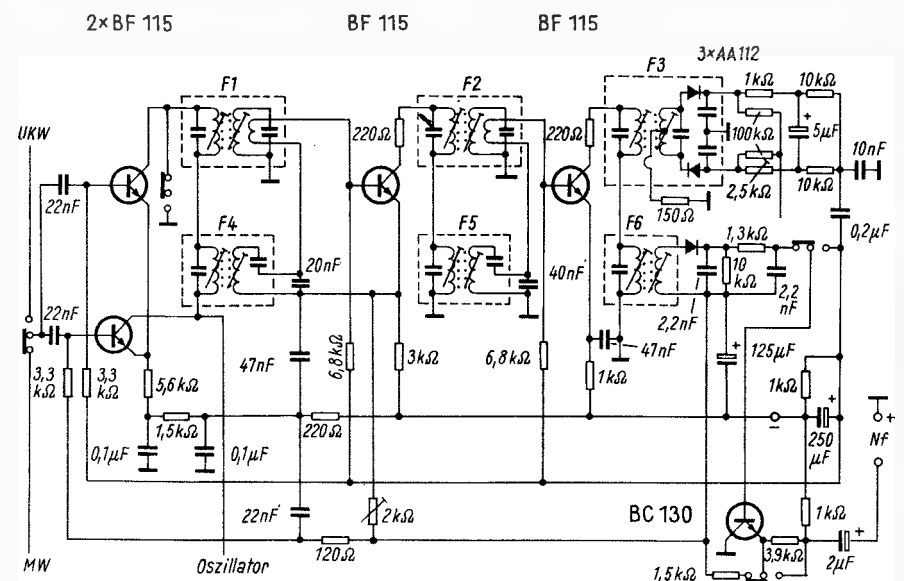 2×BF 115 BF 115 BF 115
3×AA112
F1 F2 F3
1kΩ 10kΩ
UKW
220Ω 220Ω
100kΩ
+
5µF
10nF
22nF
2,5kΩ 10kΩ
150Ω
F4 F5 F6
0,2µF
1,3kΩ
20nF 40nF
10
kΩ
2,2
nF
22nF
2,2nF
47nF 47nF
6,8kΩ 3kΩ 6,8kΩ
+
125µF
3,3
kΩ
3,3
kΩ
5,6kΩ
1kΩ
1kΩ
+
1,5kΩ
220Ω
−
+
250
µF
Nf
0,1µF 0,1µF
22nF
2kΩ
BC 130
1kΩ
120Ω
3,9kΩ
+
2µF
MW
Oszillator
1,5kΩ